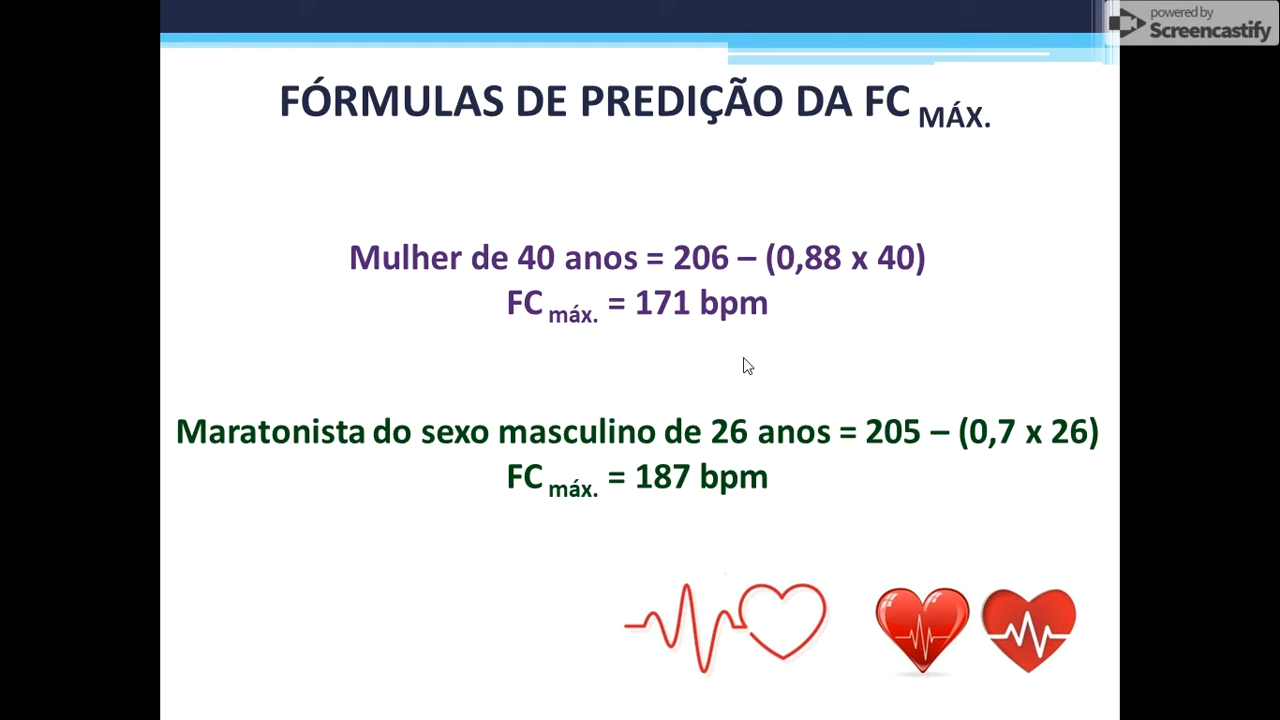 powered by
Screencastify
FÓRMULAS DE PREDIÇÃO DA FC MÁX.
Mulher de 40 anos = 206 – (0,88 x 40)
FC máx. = 171 bpm
Maratonista do sexo masculino de 26 anos = 205 – (0,7 x 26)
FC máx. = 187 bpm